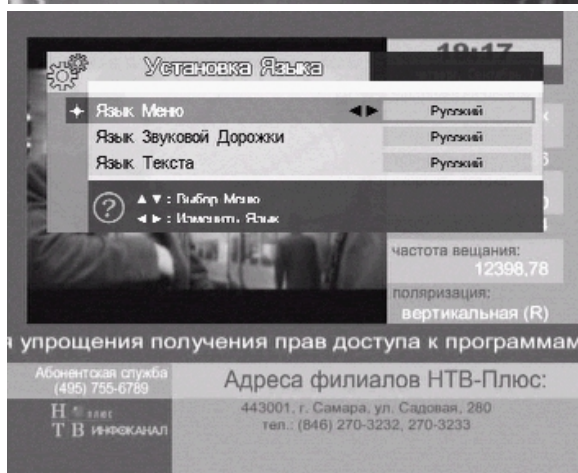 19:17
Установка Языка
Язык Меню Русский
Язык Звуковой Дорожки Русский
Язык Текста Русский
▲ ▼ : Выбор Меню
◄ ► : Изменить Язык
частота вещания:
12398,78
поляризация:
вертикальная (R)
я упрощения получения прав доступа к программам
Абонентская служба
(495) 755-6789
Адреса филиалов НТВ-Плюс:
443001, г. Самара, ул. Садовая, 280
тел.: (846) 270-3232, 270-3233
Н плюс
Т В ИНФОКАНАЛ